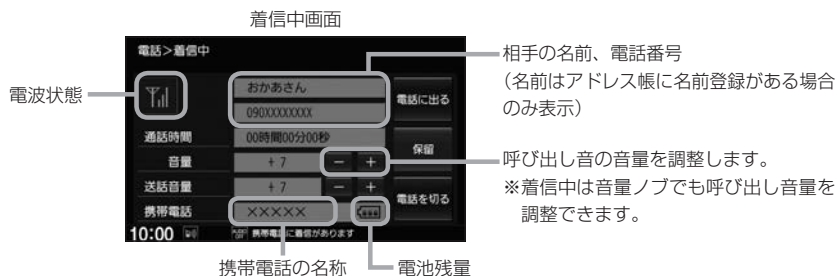 着信中画面
電話>着信中
電波状態
おかあさん
090XXXXXXXX
電話に出る
相手の名前、電話番号
（名前はアドレス帳に名前登録がある場合
のみ表示）
通話時間
00時間00分00秒
保留
音量
+ 7
− +
呼び出し音の音量を調整します。
※着信中は音量ノブでも呼び出し音量を
調整できます。
送話音量
+ 7
− +
電話を切る
携帯電話
×××××
10:00
AUDIO OFF
携帯電話に着信があります
携帯電話の名称
電池残量